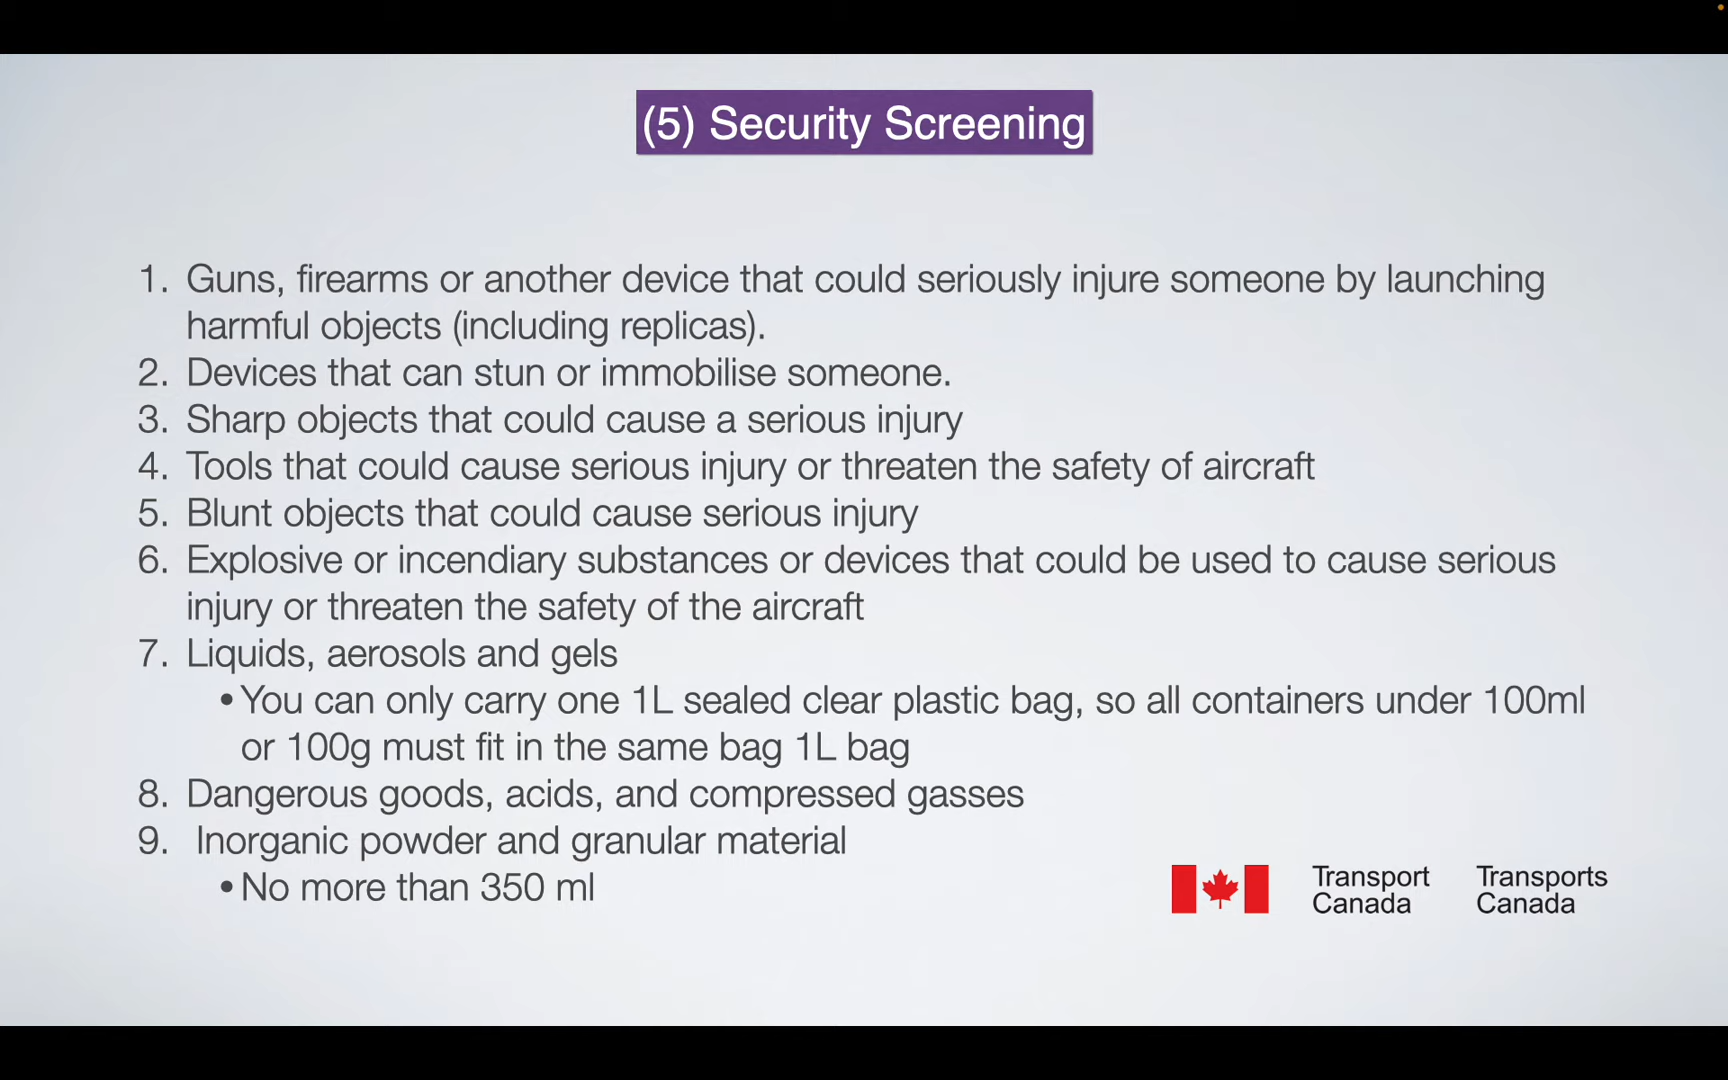 (5) Security Screening
1. Guns, firearms or another device that could seriously injure someone by launching
harmful objects (including replicas).
2. Devices that can stun or immobilise someone.
3. Sharp objects that could cause a serious injury
4. Tools that could cause serious injury or threaten the safety of aircraft
5. Blunt objects that could cause serious injury
6. Explosive or incendiary substances or devices that could be used to cause serious
injury or threaten the safety of the aircraft
7. Liquids, aerosols and gels
• You can only carry one 1L sealed clear plastic bag, so all containers under 100ml
or 100g must fit in the same bag 1L bag
8. Dangerous goods, acids, and compressed gasses
9. Inorganic powder and granular material
• No more than 350 ml
Transport Canada
Transports Canada